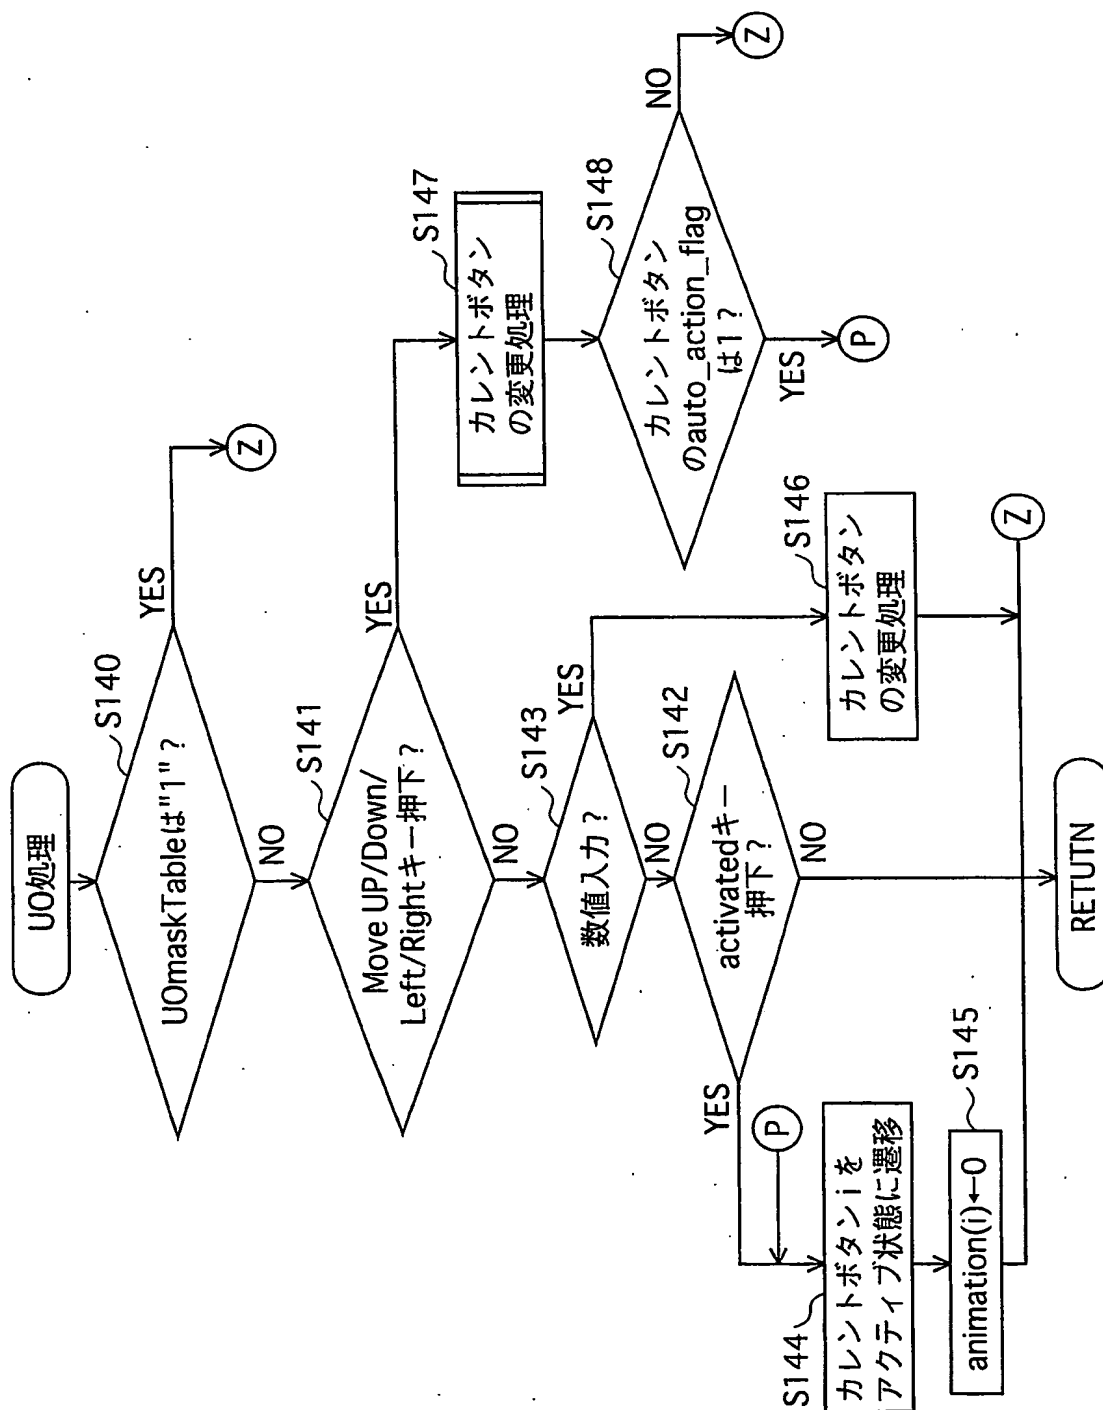 UO処理
S140
UOmaskTableは"1"？
YES
Z
NO
S141
Move UP/Down/
Left/Rightキー押下？
YES
S147
カレントボタン
の変更処理
S148
カレントボタン
のauto_action_flag
は1？
NO
Z
YES
P
NO
S143
数値入力？
YES
S146
カレントボタン
の変更処理
Z
NO
S142
activatedキー
押下？
NO
YES
P
S144
カレントボタンiを
アクティブ状態に遷移
S145
animation(i)←0
RETUTN